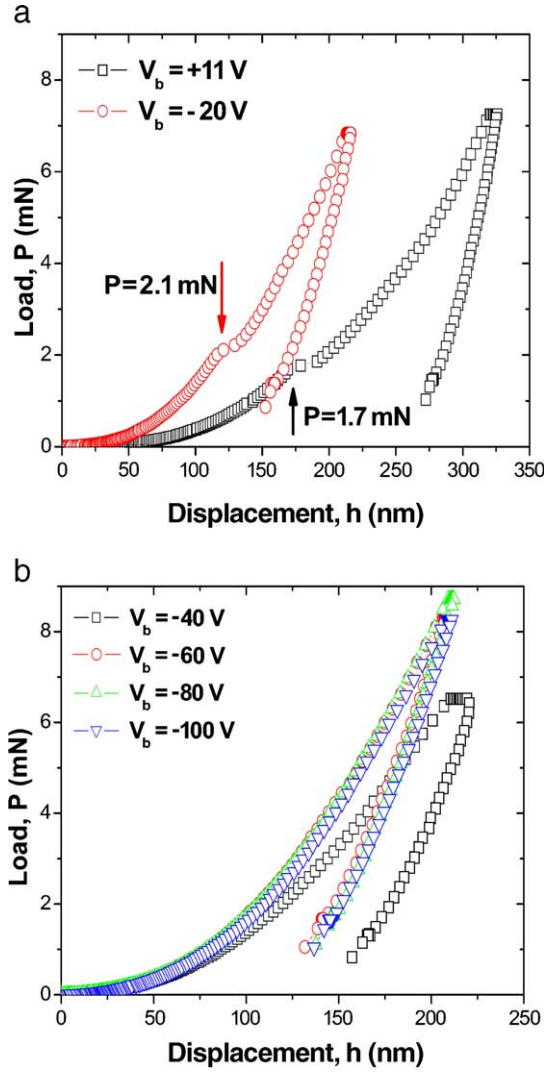 a
V_b = +11 V
V_b = - 20 V
P = 2.1 mN
P = 1.7 mN
Load, P (mN)
8
6
4
2
0
0 50 100 150 200 250 300 350
Displacement, h (nm)
b
V_b = -40 V
V_b = -60 V
V_b = -80 V
V_b = -100 V
Load, P (mN)
8
6
4
2
0
0 50 100 150 200 250
Displacement, h (nm)